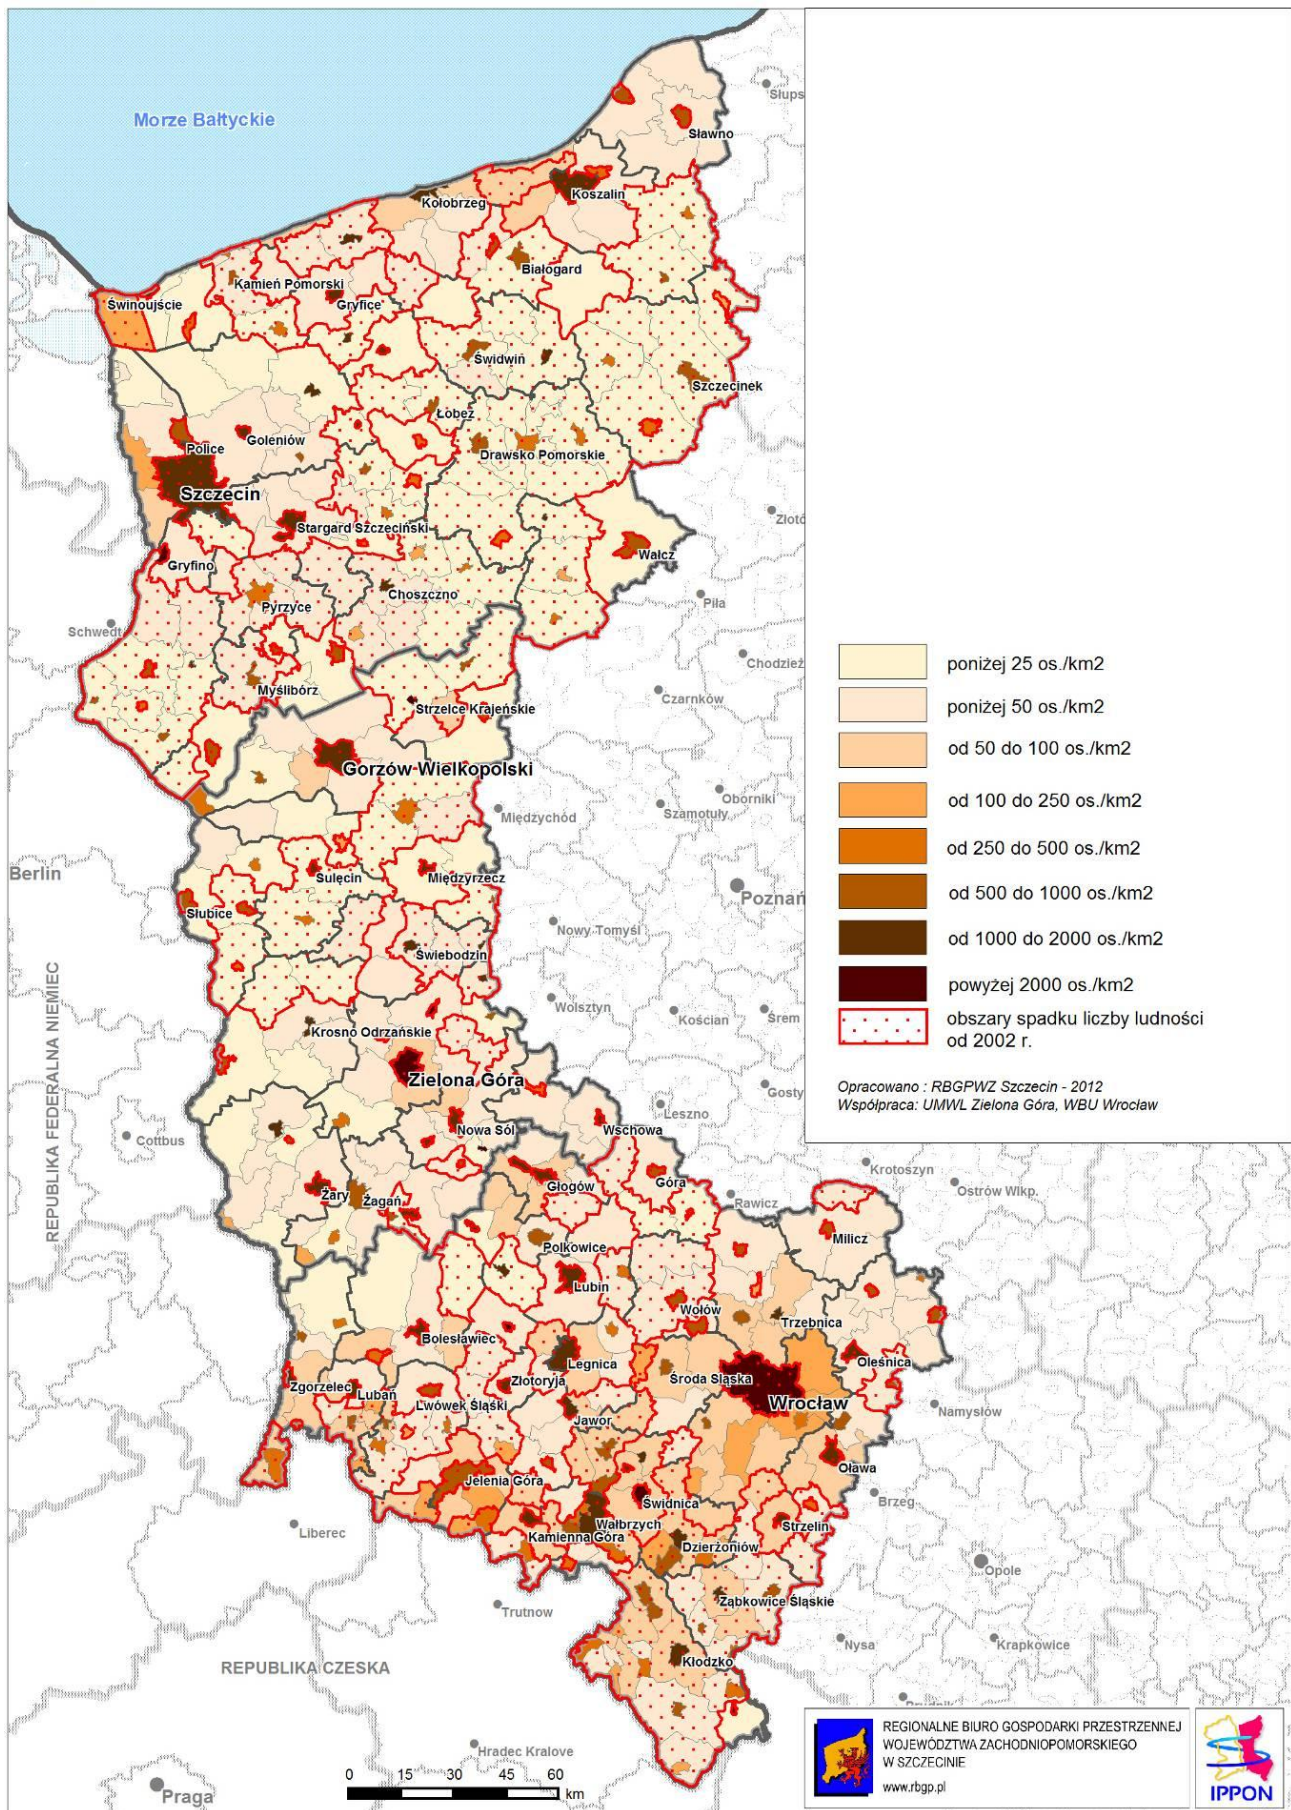 Morze Bałtyckie
Słups
Sławno
Koszalin
Kołobrzeg
Białogard
Kamień Pomorski
Gryfice
Świnoujście
Świdwin
Szczecinek
Łobez
Police
Goleniów
Drawsko Pomorskie
Szczecin
Stargard Szczeciński
Złotó
Wałcz
Gryfino
Choszczno
Pyrzyce
Piła
Schwedt
Chodzież
Myślibórz
Czarnków
Strzelce Krajeńskie
Gorzów Wielkopolski
Oborniki
Międzychód
Szamotuły
Berlin
Sulęcin
Międzyrzecz
Poznań
Słubice
Nowy Tomyśl
Świebodzin
Wolsztyn
Kościan
Śrem
Krosno Odrzańskie
Zielona Góra
Gosty
REPUBLIKA FEDERALNA NIEMIEC
Leszno
Cottbus
Nowa Sól
Wschowa
Krotoszyn
Głogów
Góra
Ostrów Wlkp.
Żary
Żagań
Rawicz
Milicz
Polkowice
Lubin
Wołów
Trzebnica
Bolesławiec
Legnica
Oleśnica
Zgorzelec
Lubań
Złotoryja
Środa Śląska
Lwówek Śląski
Wrocław
Namysłów
Jawor
Oława
Jelenia Góra
Brzeg
Świdnica
Liberec
Wałbrzych
Strzelin
Kamienna Góra
Dzierżoniów
Opole
Trutnow
Ząbkowice Śląskie
Nysa
Krapkowice
REPUBLIKA CZESKA
Kłodzko
Hradec Kralove
Praga
0 15 30 45 60
km
poniżej 25 os./km2
poniżej 50 os./km2
od 50 do 100 os./km2
od 100 do 250 os./km2
od 250 do 500 os./km2
od 500 do 1000 os./km2
od 1000 do 2000 os./km2
powyżej 2000 os./km2
obszary spadku liczby ludności
od 2002 r.
Opracowano : RBGPWZ Szczecin - 2012
Współpraca: UMWL Zielona Góra, WBU Wrocław
REGIONALNE BIURO GOSPODARKI PRZESTRZENNEJ
WOJEWÓDZTWA ZACHODNIOPOMORSKIEGO
W SZCZECINIE
www.rbgp.pl
IPPON